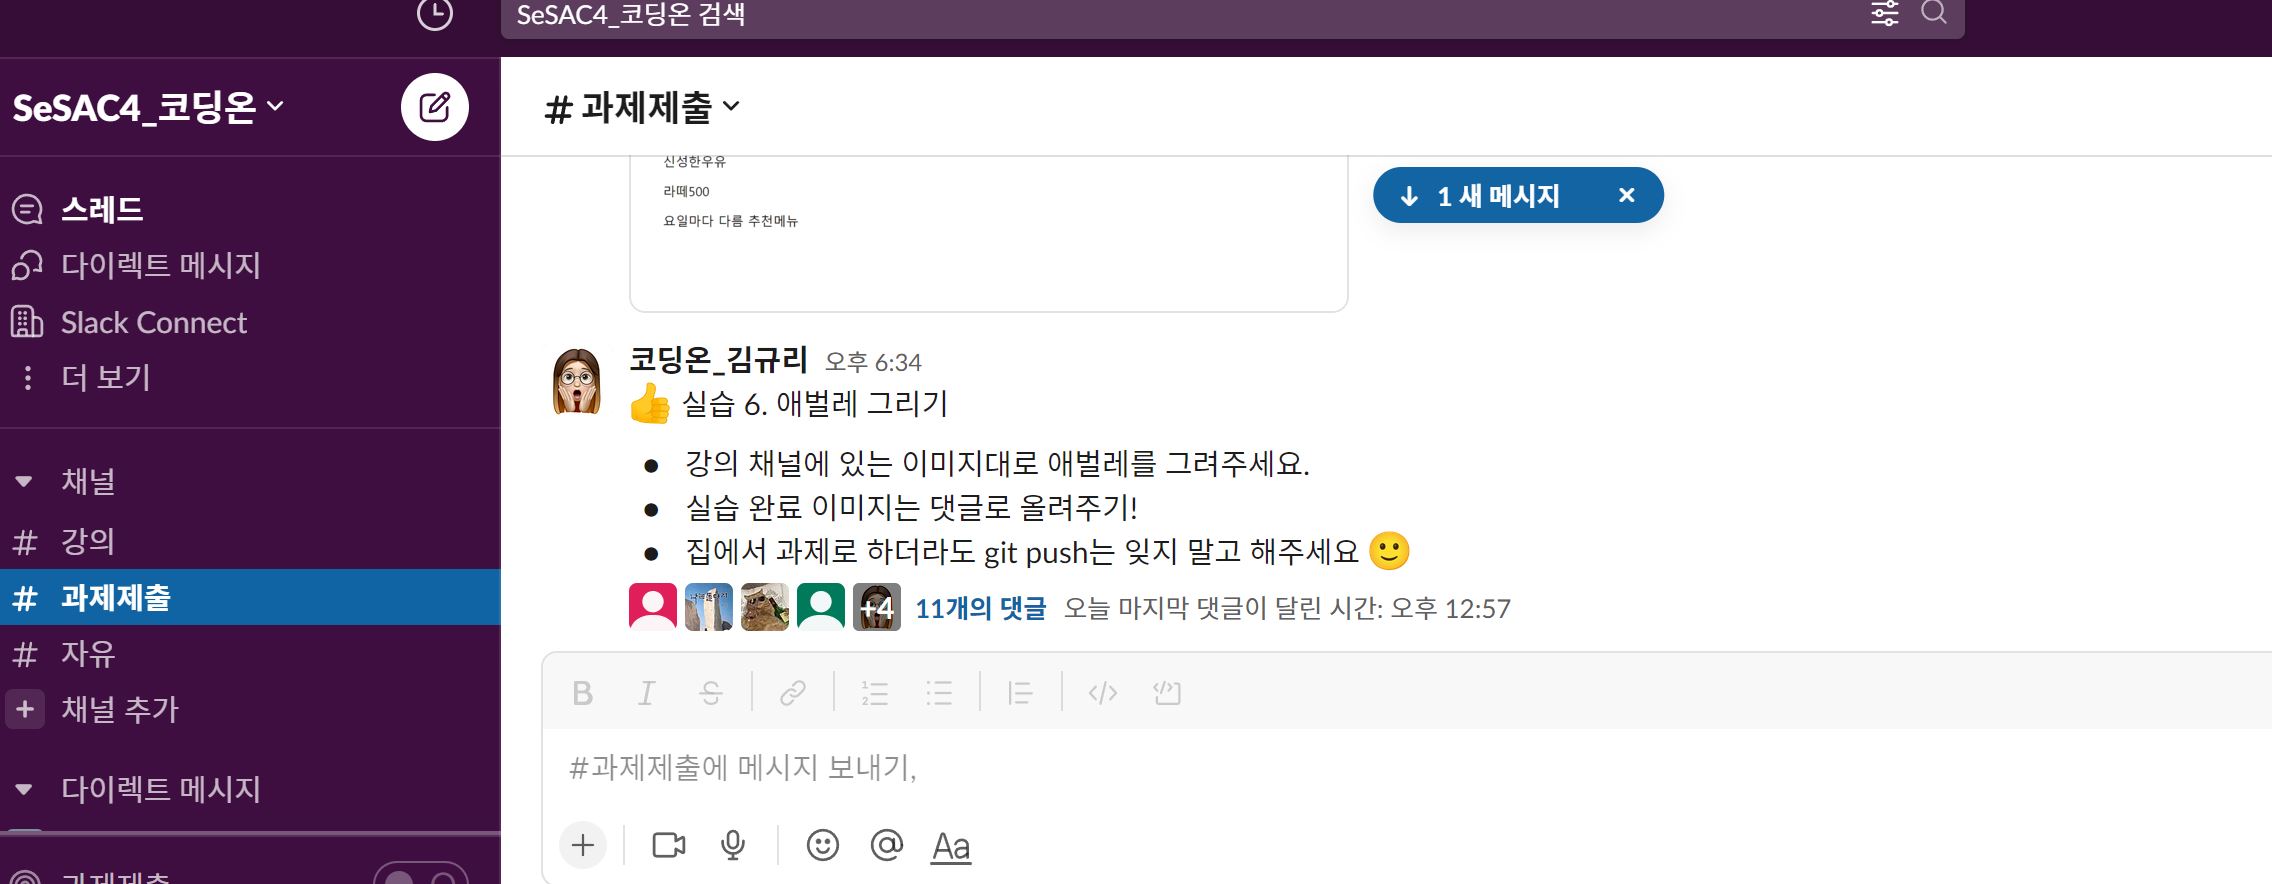 SeSAC4_코딩온 검색
SeSAC4_코딩온
스레드
다이렉트 메시지
Slack Connect
더 보기
채널
# 강의
# 과제제출
# 자유
+ 채널 추가
다이렉트 메시지
과제제출
# 과제제출
신성한우유
라떼500
요일마다 다름 추천메뉴
↓ 1 새 메시지 ×
코딩온_김규리 오후 6:34
👍 실습 6. 애벌레 그리기
● 강의 채널에 있는 이미지대로 애벌레를 그려주세요.
● 실습 완료 이미지는 댓글로 올려주기!
● 집에서 과제로 하더라도 git push는 잊지 말고 해주세요 🙂
+4 11개의 댓글 오늘 마지막 댓글이 달린 시간: 오후 12:57
B I S </>
#과제제출에 메시지 보내기,
+ @ Aa